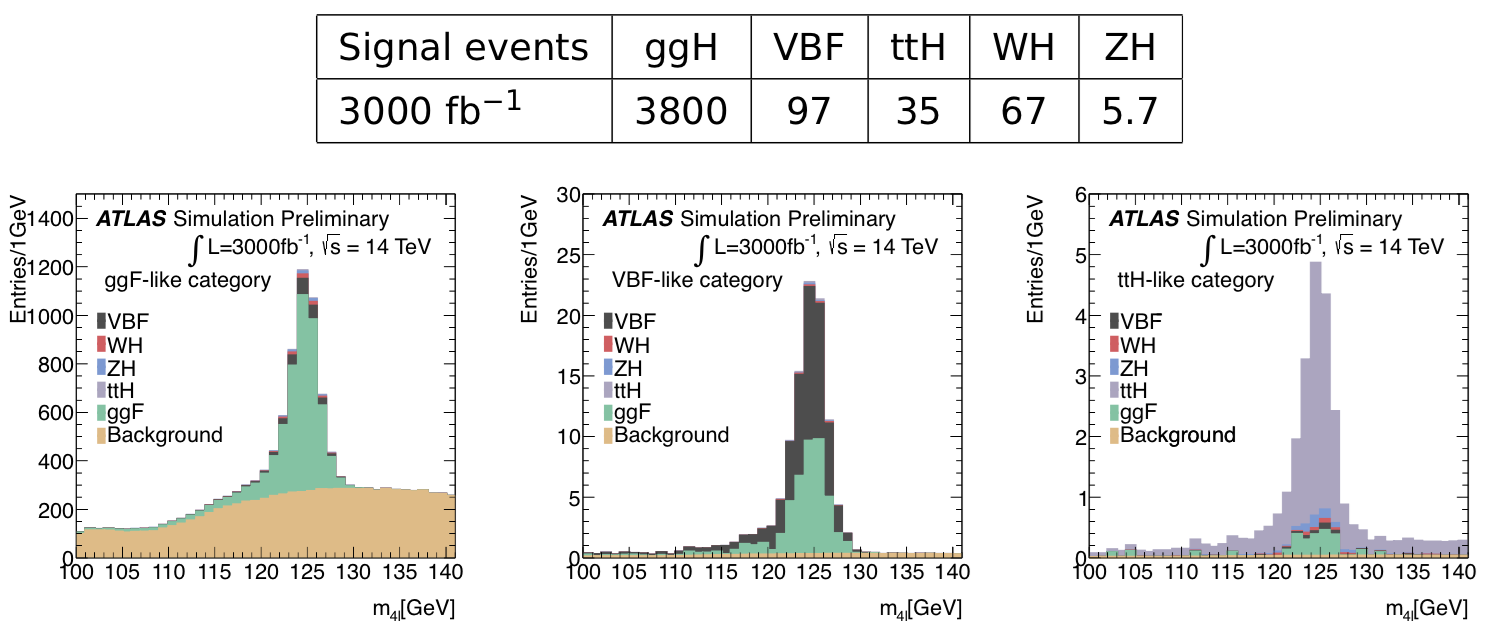 Signal events ggH VBF ttH WH ZH
3000 fb⁻¹ 3800 97 35 67 5.7
Entries/1GeV
1400
1200
1000
800
600
400
200
0
ATLAS Simulation Preliminary
∫ L=3000fb⁻¹, √s = 14 TeV
ggF-like category
VBF
WH
ZH
ttH
ggF
Background
100 105 110 115 120 125 130 135 140
m4l[GeV]
Entries/1GeV
30
25
20
15
10
5
0
ATLAS Simulation Preliminary
∫ L=3000fb⁻¹, √s = 14 TeV
VBF-like category
VBF
WH
ZH
ttH
ggF
Background
100 105 110 115 120 125 130 135 140
m4l[GeV]
Entries/1GeV
6
5
4
3
2
1
0
ATLAS Simulation Preliminary
∫ L=3000fb⁻¹, √s = 14 TeV
ttH-like category
VBF
WH
ZH
ttH
ggF
Background
100 105 110 115 120 125 130 135 140
m4l[GeV]